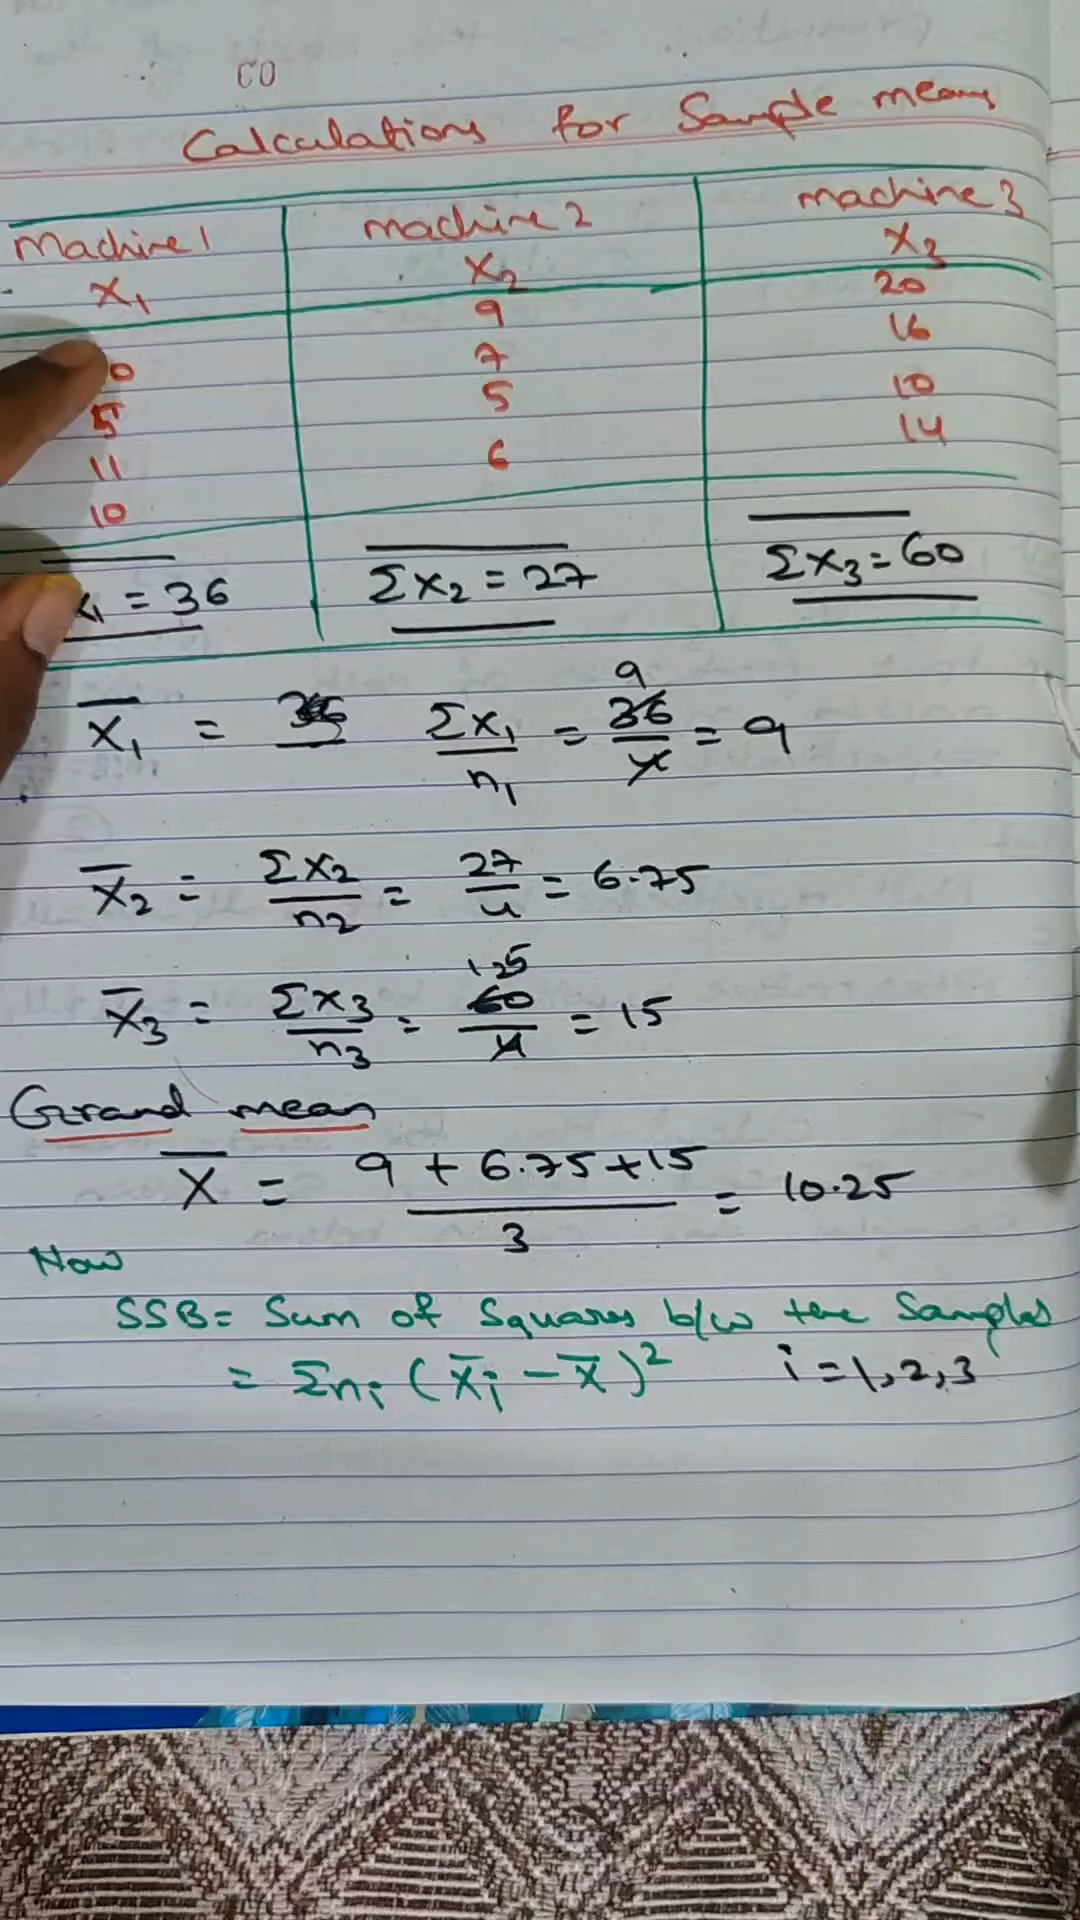 CO
Calculations for Sample means
Machine 1 machine 2 machine 3
X₁ X₂ X₃
0 9 20
5 7 16
11 5 10
10 6 14
x₁ = 36 Σx₂ = 27 Σx₃ = 60
X̄₁ = Σx₁/n₁ = 36/4 = 9
9
X̄₂ = Σx₂/n₂ = 27/4 = 6.75
X̄₃ = Σx₃/n₃ = 60/4 = 15
Grand mean
X̄ = 9 + 6.75 + 15 / 3 = 10.25
Now
SSB = Sum of Squares b/w the Samples
= Σnᵢ (x̄ᵢ − x̄)² i = 1, 2, 3